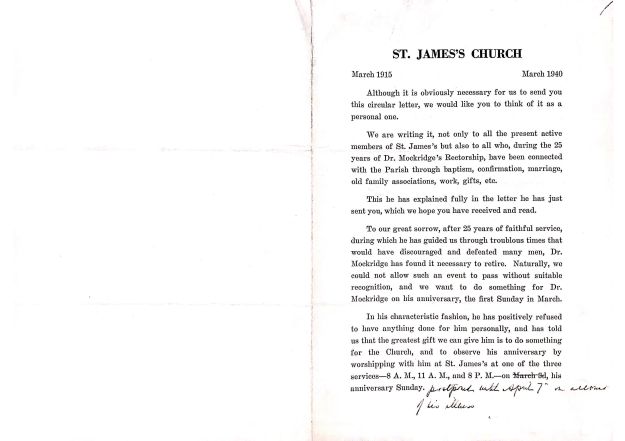 ST. JAMES'S CHURCH
March 1915 March 1940
Although it is obviously necessary for us to send you
this circular letter, we would like you to think of it as a
personal one.
We are writing it, not only to all the present active
members of St. James's but also to all who, during the 25
years of Dr. Mockridge's Rectorship, have been connected
with the Parish through baptism, confirmation, marriage,
old family associations, work, gifts, etc.
This he has explained fully in the letter he has just
sent you, which we hope you have received and read.
To our great sorrow, after 25 years of faithful service,
during which he has guided us through troublous times that
would have discouraged and defeated many men, Dr.
Mockridge has found it necessary to retire. Naturally, we
could not allow such an event to pass without suitable
recognition, and we want to do something for Dr.
Mockridge on his anniversary, the first Sunday in March.
In his characteristic fashion, he has positively refused
to have anything done for him personally, and has told
us that the greatest gift we can give him is to do something
for the Church, and to observe his anniversary by
worshipping with him at St. James's at one of the three
services—8 A. M., 11 A. M., and 8 P. M.—on March 3d, his
anniversary Sunday. postponed until April 7th on account
of his illness